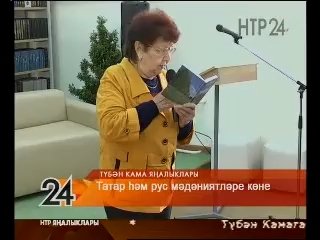 НТР 24
ТҮБӘН КАМА ЯҢАЛЫКЛАРЫ
24
Татар һәм рус мәдәниятләре көне
НТР ЯҢАЛЫКЛАРЫ
Түбән Камага